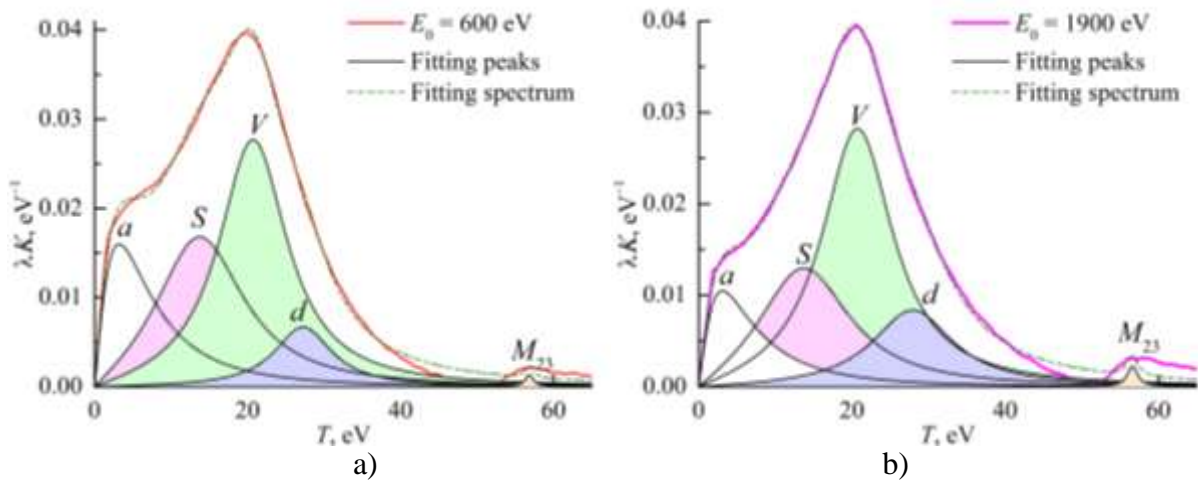 0.04
0.03
0.02
0.01
0.00
λK, eV⁻¹
E₀ = 600 eV
Fitting peaks
Fitting spectrum
a
S
V
d
M₂₃
0
20
40
60
T, eV
a)
0.04
0.03
0.02
0.01
0.00
λK, eV⁻¹
E₀ = 1900 eV
Fitting peaks
Fitting spectrum
a
S
V
d
M₂₃
0
20
40
60
T, eV
b)